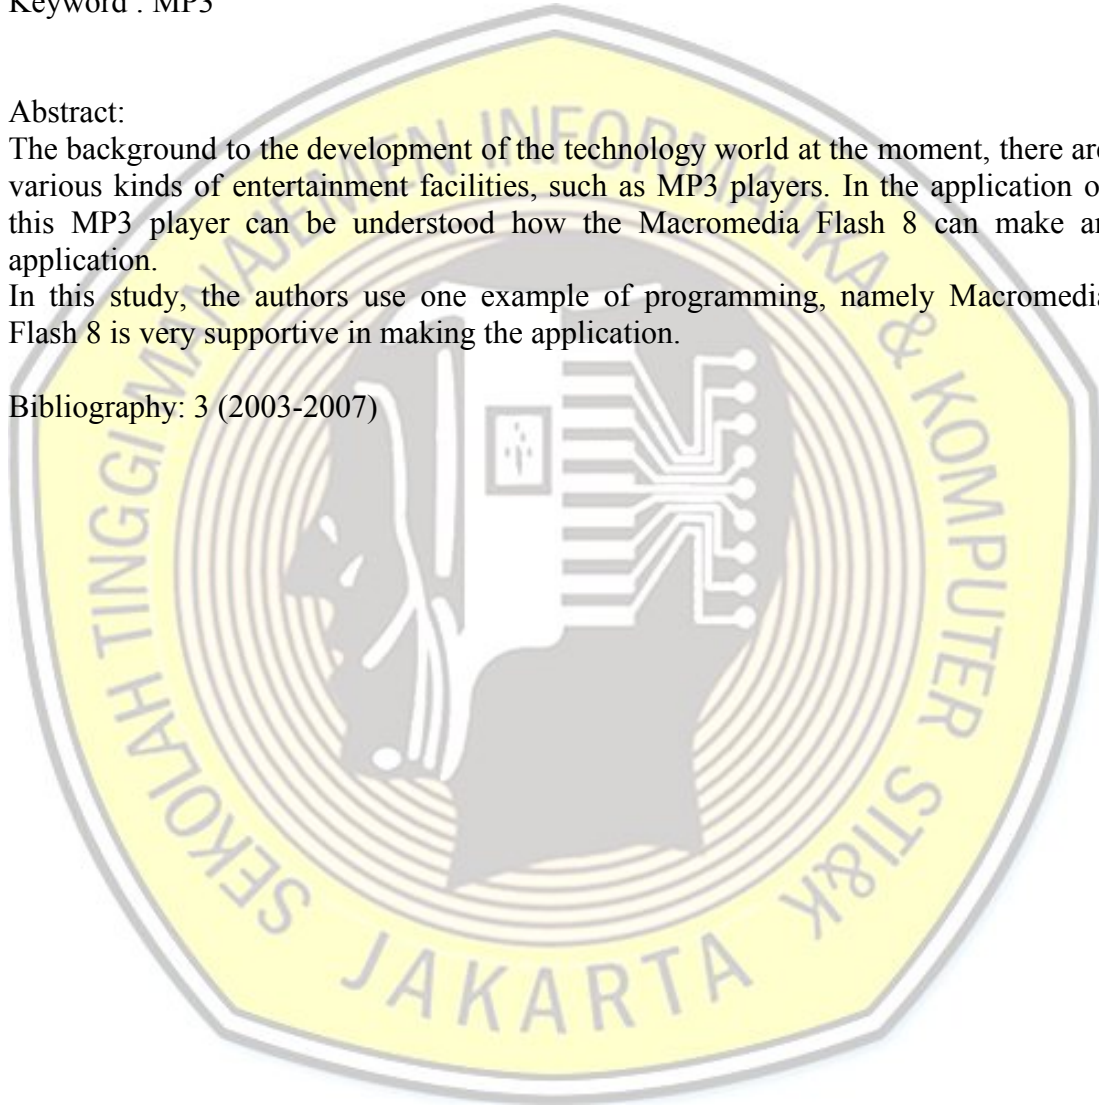 Keyword : MP3
Abstract:
The background to the development of the technology world at the moment, there are
various kinds of entertainment facilities, such as MP3 players. In the application of
this MP3 player can be understood how the Macromedia Flash 8 can make an
application.
In this study, the authors use one example of programming, namely Macromedia
Flash 8 is very supportive in making the application.
Bibliography: 3 (2003-2007)
SEKOLAH TINGGI MANAJEMEN INFORMATIKA & KOMPUTER STI&K
JAKARTA